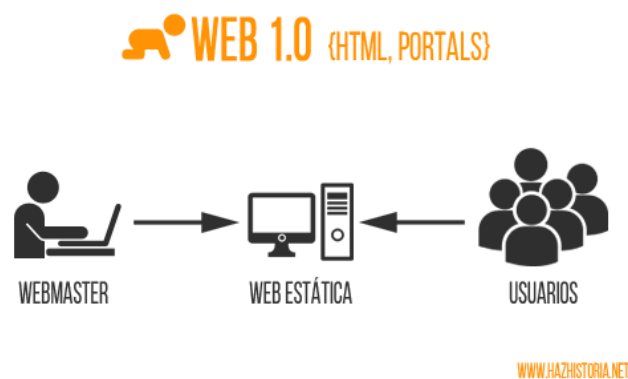 WEB 1.0 {HTML, PORTALS}
WEBMASTER
WEB ESTÁTICA
USUARIOS
WWW.HAZHISTORIA.NET